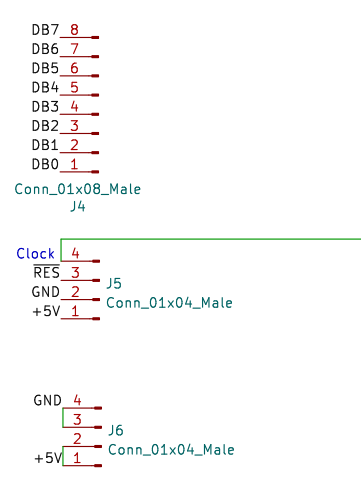 DB7 8
DB6 7
DB5 6
DB4 5
DB3 4
DB2 3
DB1 2
DB0 1
Conn_01x08_Male
J4
Clock 4
RES 3
J5
GND 2
Conn_01x04_Male
+5V 1
GND 4
3
J6
2
Conn_01x04_Male
+5V 1